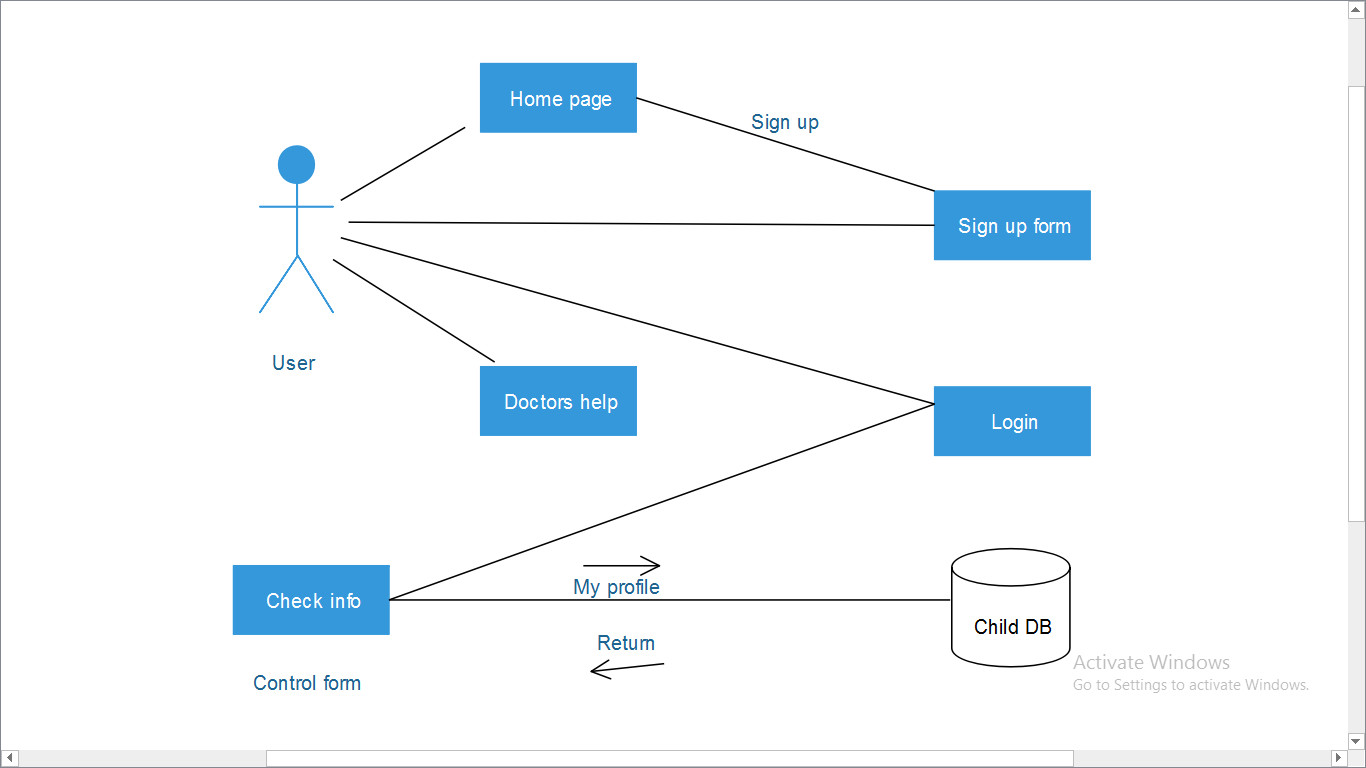 Home page
Sign up
Sign up form
User
Doctors help
Login
Check info
My profile
Child DB
Return
Control form
Activate Windows
Go to Settings to activate Windows.